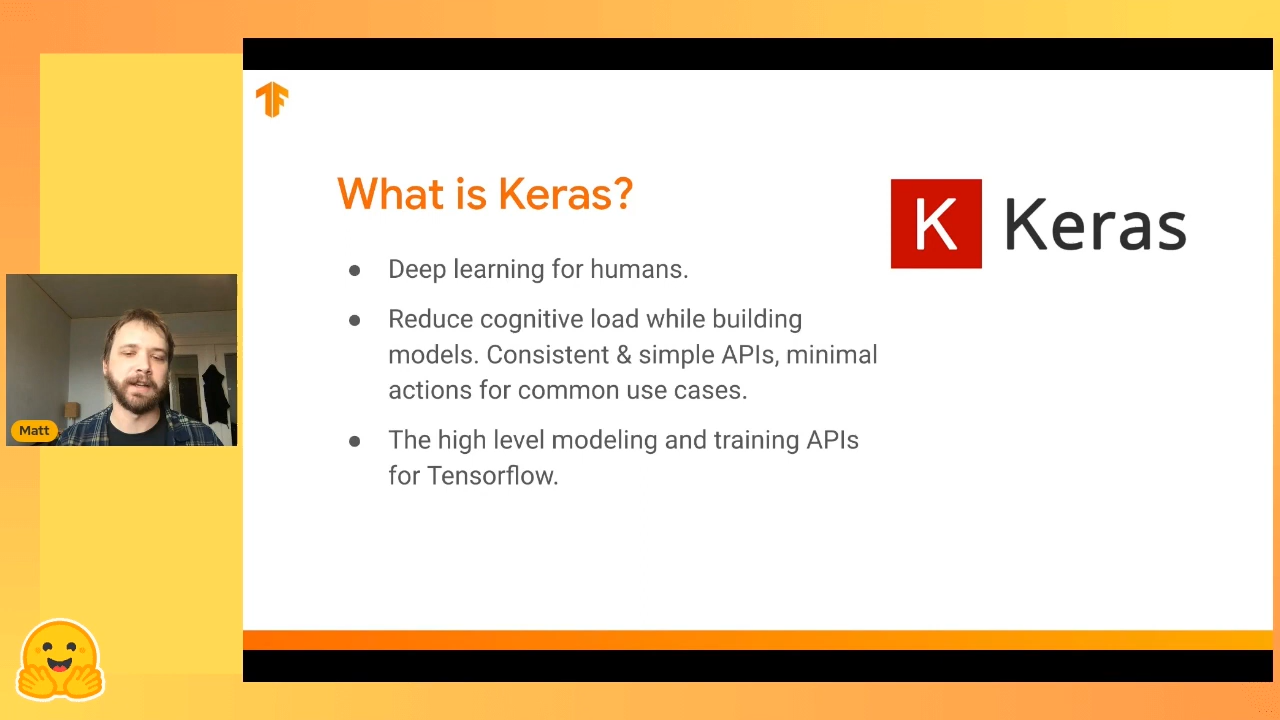 What is Keras?
K Keras
● Deep learning for humans.
● Reduce cognitive load while building
models. Consistent & simple APIs, minimal
actions for common use cases.
● The high level modeling and training APIs
for Tensorflow.
Matt